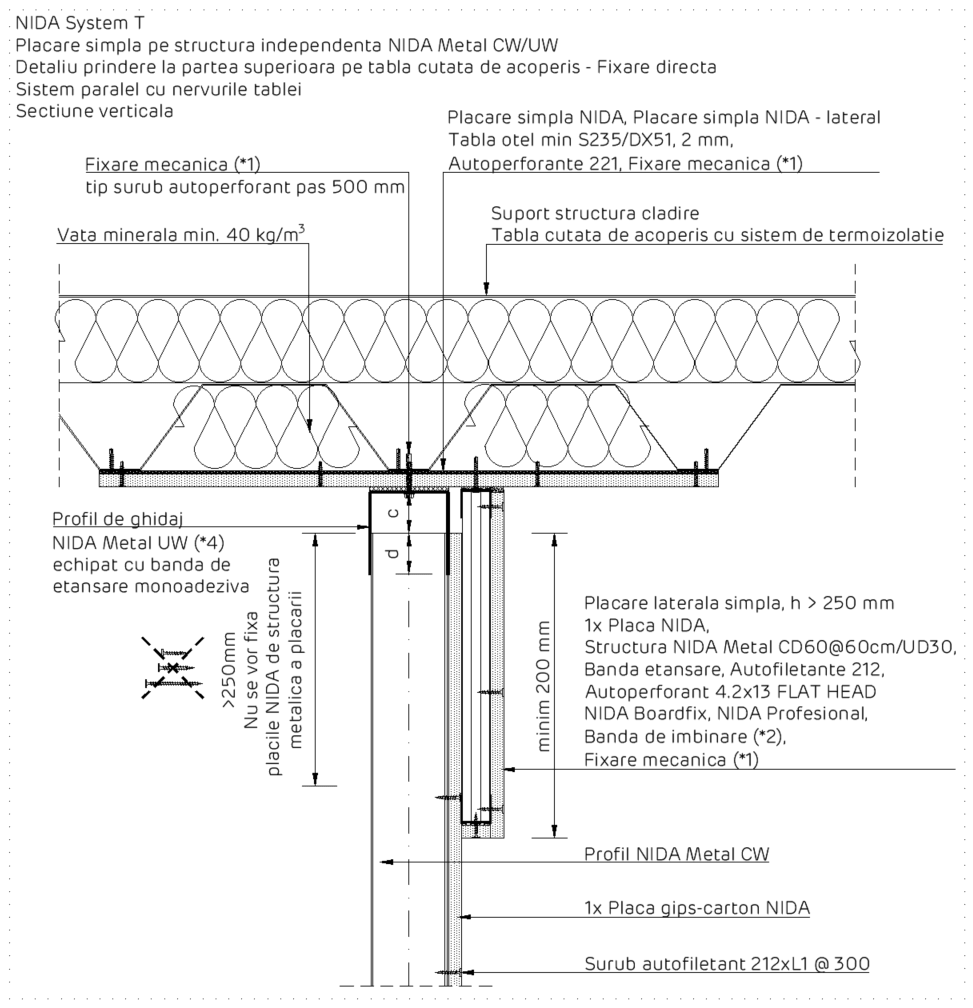 NIDA System T
Placare simpla pe structura independenta NIDA Metal CW/UW
Detaliu prindere la partea superioara pe tabla cutata de acoperis - Fixare directa
Sistem paralel cu nervurile tablei
Sectiune verticala
Placare simpla NIDA, Placare simpla NIDA - lateral
Tabla otel min S235/DX51, 2 mm,
Autoperforante 221, Fixare mecanica (*1)
Fixare mecanica (*1)
tip surub autoperforant pas 500 mm
Suport structura cladire
Tabla cutata de acoperis cu sistem de termoizolatie
Vata minerala min. 40 kg/m³
c
d
Profil de ghidaj
NIDA Metal UW (*4)
echipat cu banda de
etansare monoadeziva
>250mm
Nu se vor fixa
placile NIDA de structura
metalica a placarii
minim 200 mm
Placare laterala simpla, h > 250 mm
1x Placa NIDA,
Structura NIDA Metal CD60@60cm/UD30,
Banda etansare, Autofiletante 212,
Autoperforant 4.2x13 FLAT HEAD
NIDA Boardfix, NIDA Profesional,
Banda de imbinare (*2),
Fixare mecanica (*1)
Profil NIDA Metal CW
1x Placa gips-carton NIDA
Surub autofiletant 212xL1 @ 300